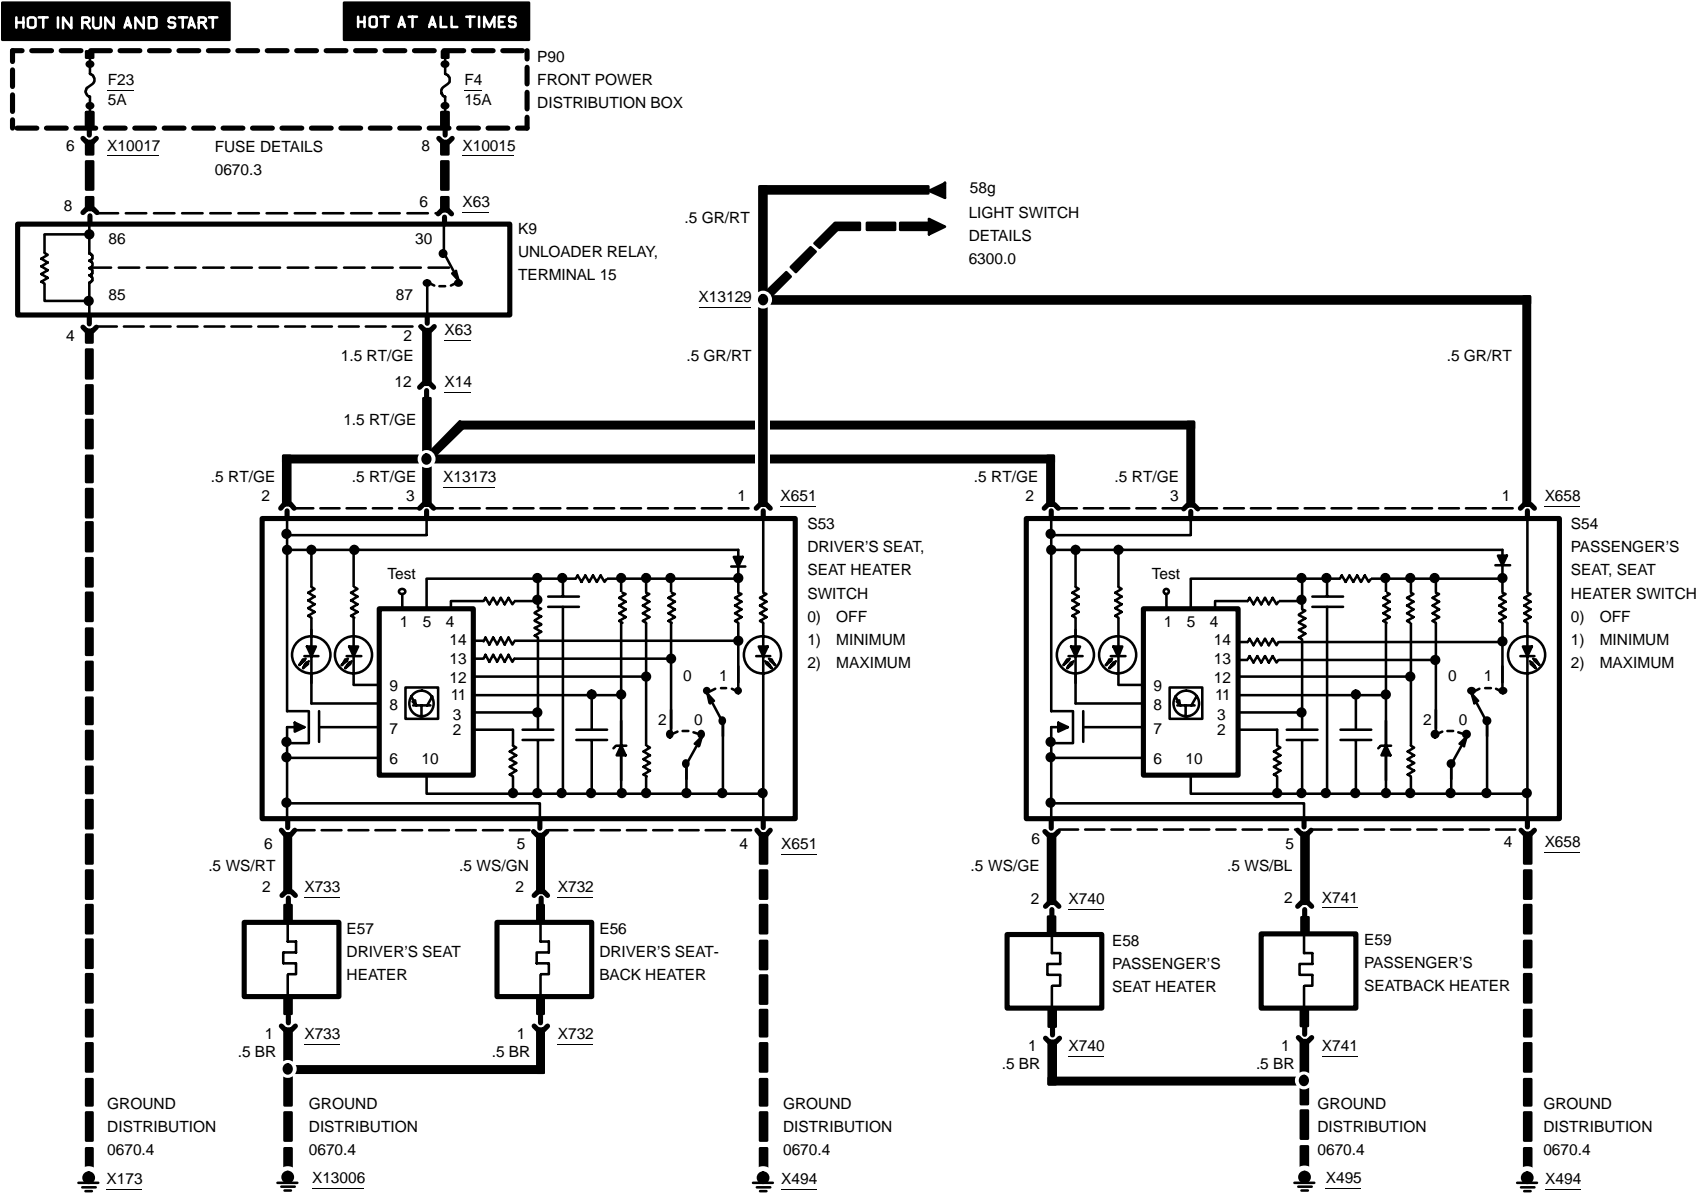 HOT IN RUN AND START
HOT AT ALL TIMES
P90
FRONT POWER
DISTRIBUTION BOX
F23
5A
F4
15A
6 X10017
FUSE DETAILS
0670.3
8 X10015
8
6 X63
K9
UNLOADER RELAY,
TERMINAL 15
86
30
85
87
4
2 X63
1.5 RT/GE
12 X14
1.5 RT/GE
58g
LIGHT SWITCH
DETAILS
6300.0
.5 GR/RT
X13129
.5 GR/RT
.5 GR/RT
.5 RT/GE
.5 RT/GE
X13173
.5 RT/GE
.5 RT/GE
2
3
1 X651
2
3
1 X658
S53
DRIVER'S SEAT,
SEAT HEATER
SWITCH
0) OFF
1) MINIMUM
2) MAXIMUM
Test
1 5 4
14
13
12
11
3
2
9
8
7
6
10
0 1
2 0
S54
PASSENGER'S
SEAT, SEAT
HEATER SWITCH
0) OFF
1) MINIMUM
2) MAXIMUM
Test
1 5 4
14
13
12
11
3
2
9
8
7
6
10
0 1
2 0
6
5
4 X651
6
5
4 X658
.5 WS/RT
.5 WS/GN
.5 WS/GE
.5 WS/BL
2 X733
2 X732
2 X740
2 X741
E57
DRIVER'S SEAT
HEATER
E56
DRIVER'S SEAT-
BACK HEATER
E58
PASSENGER'S
SEAT HEATER
E59
PASSENGER'S
SEATBACK HEATER
1 X733
.5 BR
1 X732
.5 BR
1 X740
.5 BR
1 X741
.5 BR
GROUND
DISTRIBUTION
0670.4
X173
GROUND
DISTRIBUTION
0670.4
X13006
GROUND
DISTRIBUTION
0670.4
X494
GROUND
DISTRIBUTION
0670.4
X495
GROUND
DISTRIBUTION
0670.4
X494